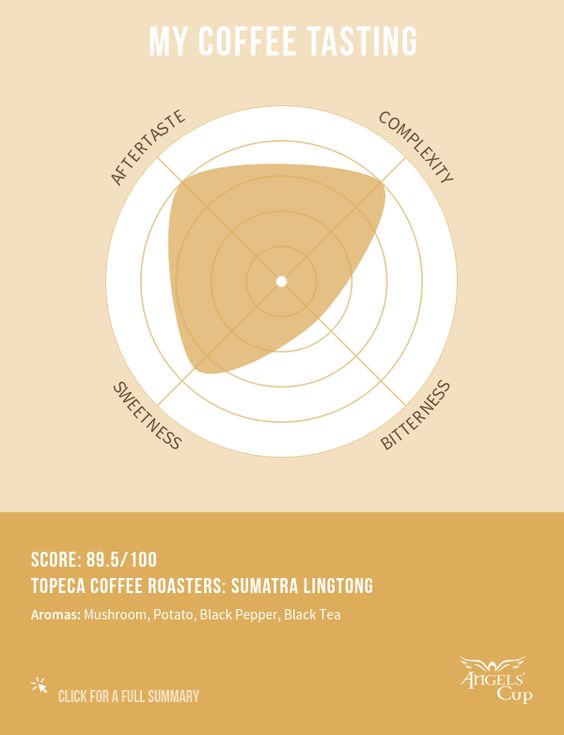 MY COFFEE TASTING
AFTERTASTE
COMPLEXITY
SWEETNESS
BITTERNESS
SCORE: 89.5/100
TOPECA COFFEE ROASTERS: SUMATRA LINGTONG
Aromas: Mushroom, Potato, Black Pepper, Black Tea
CLICK FOR A FULL SUMMARY
ANGELS'
Cup